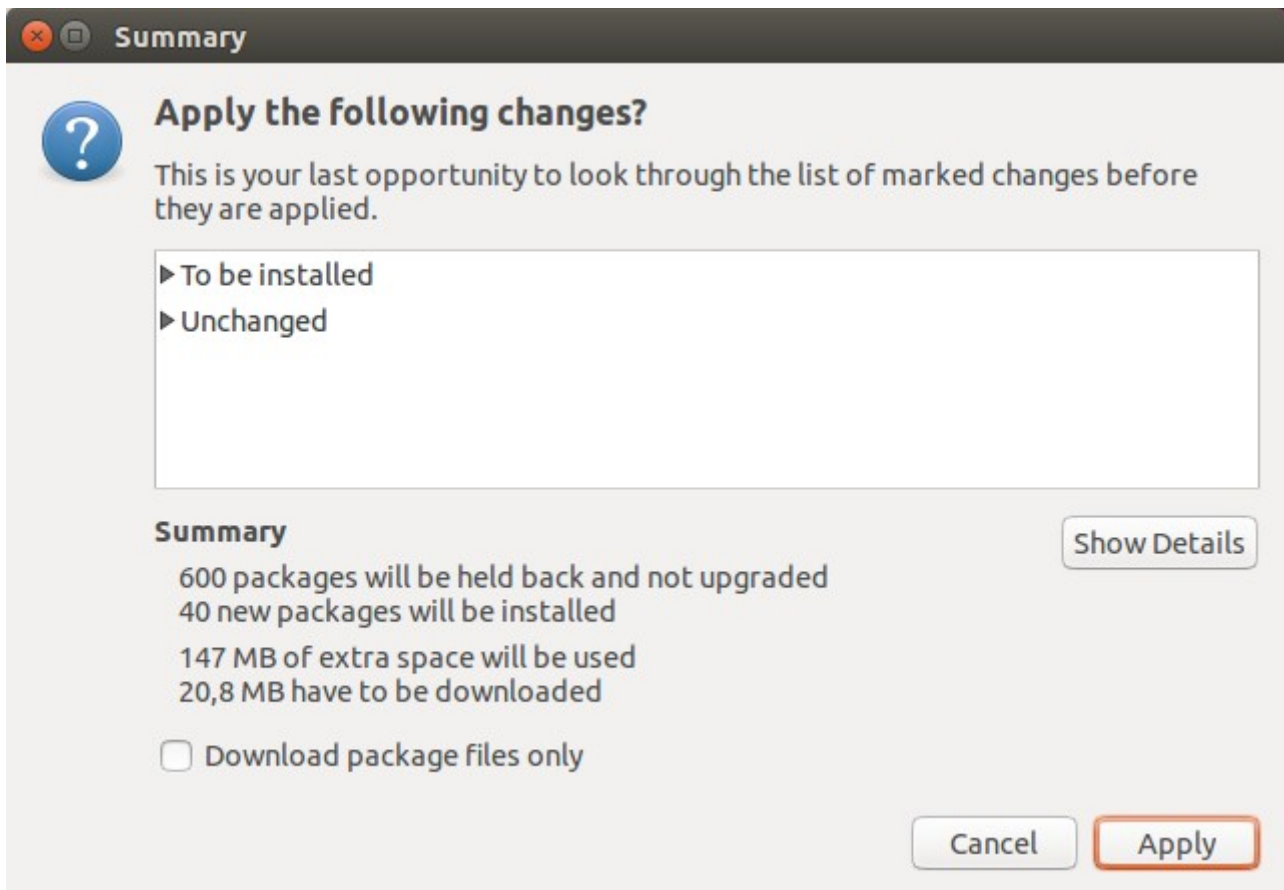 Summary
Apply the following changes?
This is your last opportunity to look through the list of marked changes before
they are applied.
To be installed
Unchanged
Summary
Show Details
600 packages will be held back and not upgraded
40 new packages will be installed
147 MB of extra space will be used
20,8 MB have to be downloaded
Download package files only
Cancel
Apply